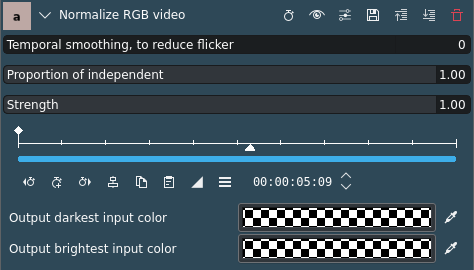 a Normalize RGB video
Temporal smoothing, to reduce flicker 0
Proportion of independent 1.00
Strength 1.00
00:00:05:09
Output darkest input color
Output brightest input color